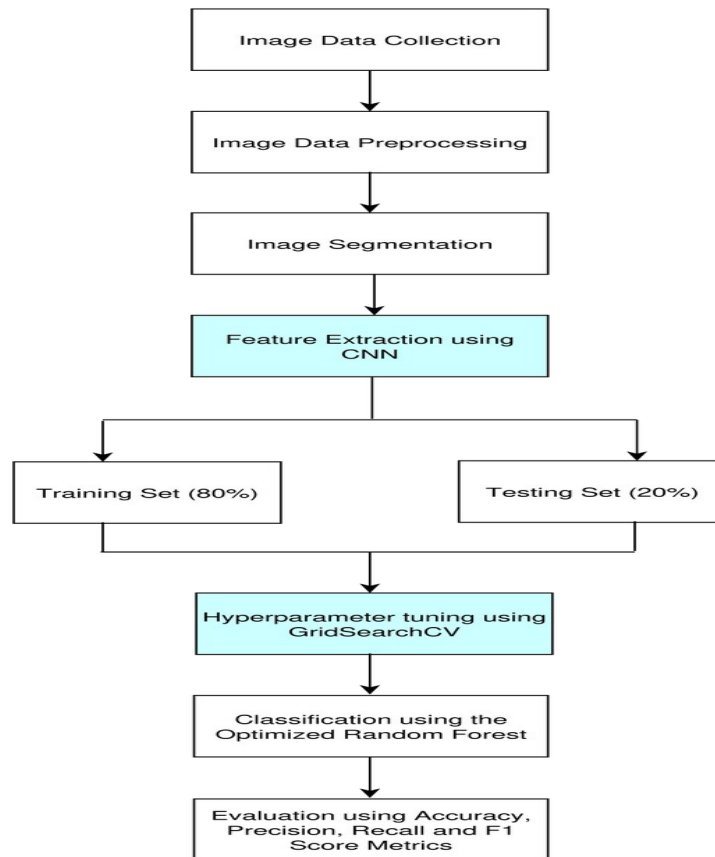 Image Data Collection
Image Data Preprocessing
Image Segmentation
Feature Extraction using
CNN
Training Set (80%)
Testing Set (20%)
Hyperparameter tuning using
GridSearchCV
Classification using the
Optimized Random Forest
Evaluation using Accuracy,
Precision, Recall and F1
Score Metrics